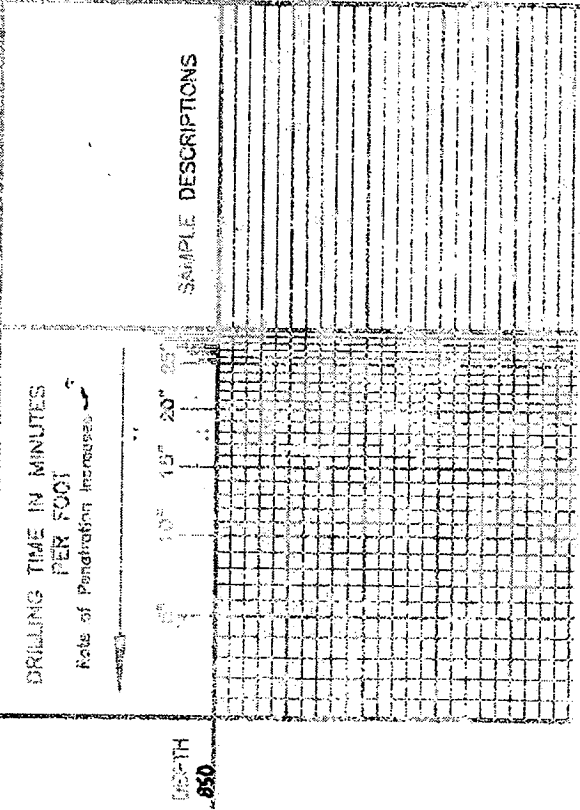 DEPTH
850
DRILLING TIME IN MINUTES
PER FOOT
Rate of Penetration Increases
5" 10" 15" 20" 25"
SAMPLE DESCRIPTIONS